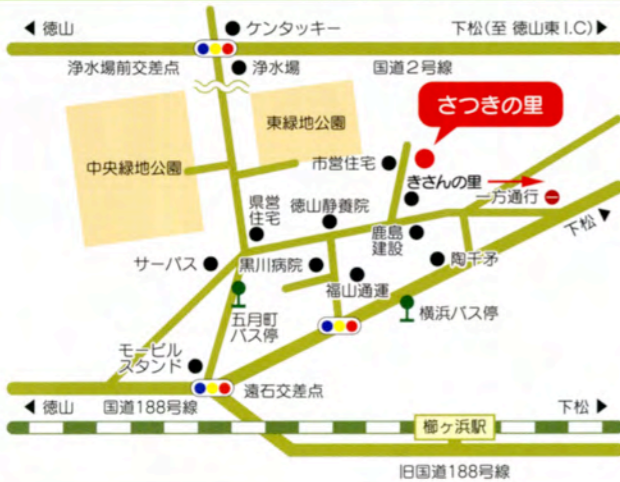 ◀ 徳山
ケンタッキー
下松(至 徳山東 I.C)▶
浄水場前交差点
浄水場
国道2号線
さつきの里
東緑地公園
中央緑地公園
市営住宅
きさんの里
一方通行
県営
住宅
徳山静養院
鹿島
建設
下松 ▶
サーパス
黒川病院
陶千茅
福山通運
五月町
バス停
横浜バス停
モービル
スタンド
遠石交差点
◀ 徳山
国道188号線
下松 ▶
櫛ヶ浜駅
旧国道188号線